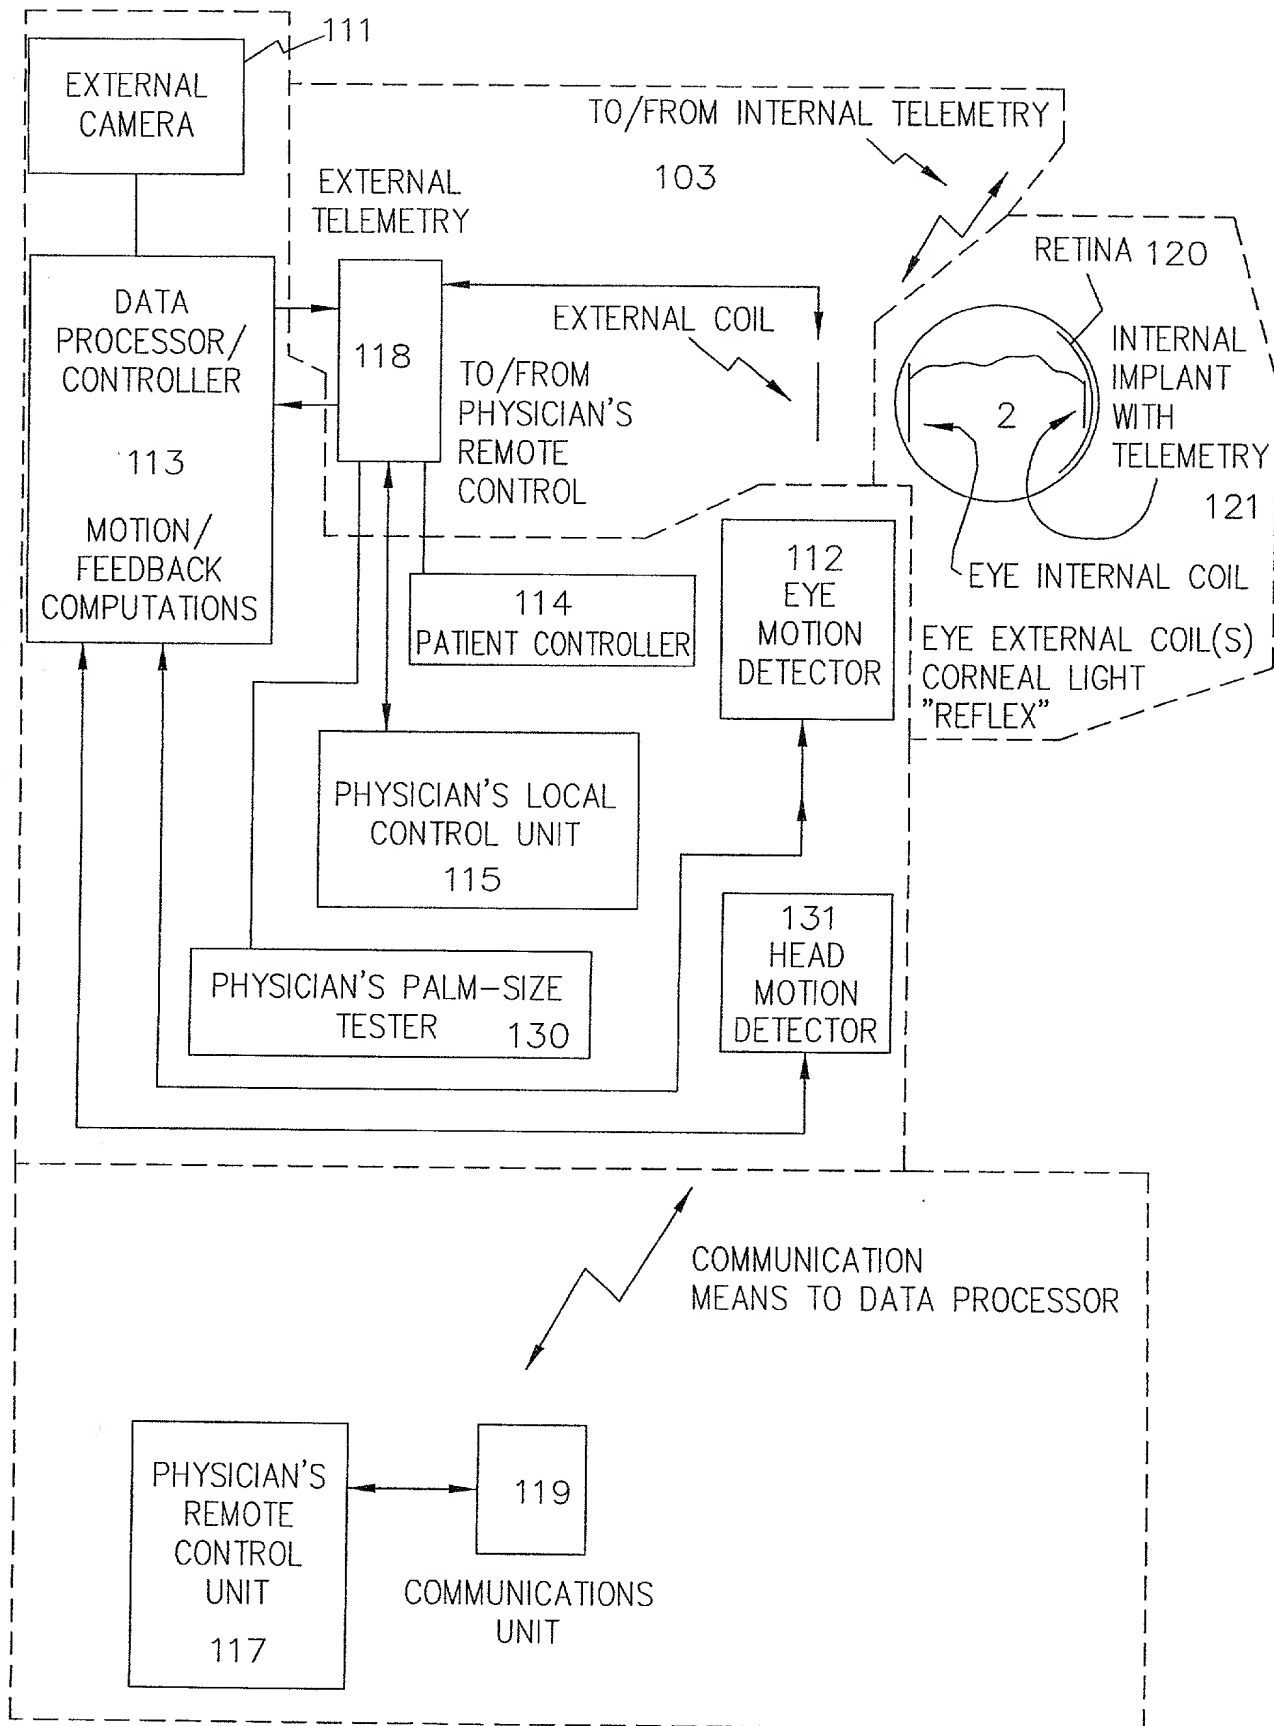 111
EXTERNAL
CAMERA
TO/FROM INTERNAL TELEMETRY
103
EXTERNAL
TELEMETRY
RETINA 120
DATA
PROCESSOR/
CONTROLLER
113
MOTION/
FEEDBACK
COMPUTATIONS
118
EXTERNAL COIL
TO/FROM
PHYSICIAN'S
REMOTE
CONTROL
2
INTERNAL
IMPLANT
WITH
TELEMETRY
121
EYE INTERNAL COIL
EYE EXTERNAL COIL(S)
CORNEAL LIGHT
"REFLEX"
112
EYE
MOTION
DETECTOR
114
PATIENT CONTROLLER
PHYSICIAN'S LOCAL
CONTROL UNIT
115
131
HEAD
MOTION
DETECTOR
PHYSICIAN'S PALM-SIZE
TESTER 130
COMMUNICATION
MEANS TO DATA PROCESSOR
PHYSICIAN'S
REMOTE
CONTROL
UNIT
117
119
COMMUNICATIONS
UNIT